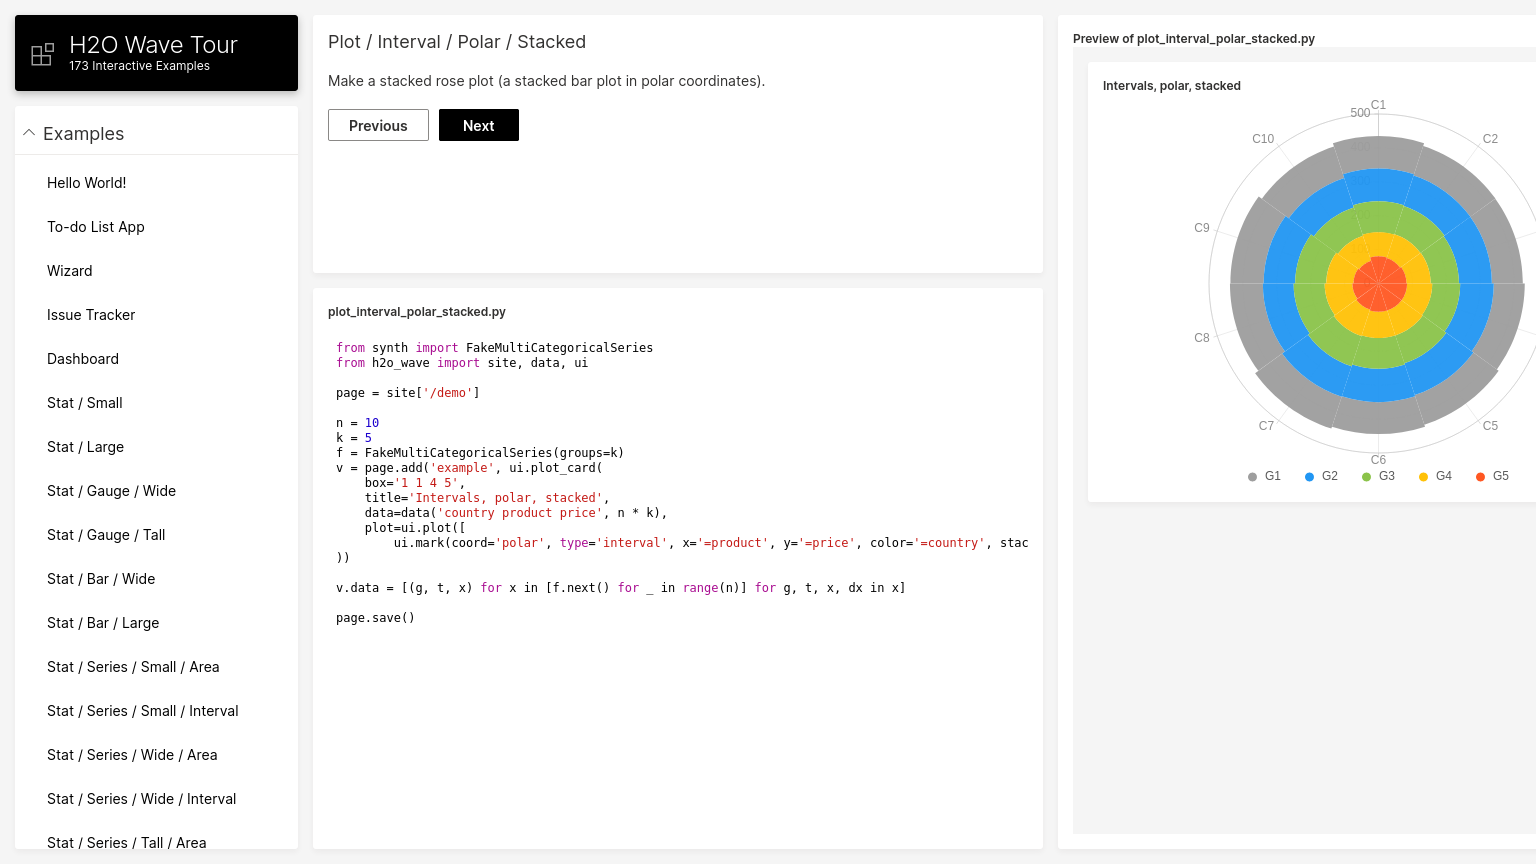 H2O Wave Tour
173 Interactive Examples
Examples
Hello World!
To-do List App
Wizard
Issue Tracker
Dashboard
Stat / Small
Stat / Large
Stat / Gauge / Wide
Stat / Gauge / Tall
Stat / Bar / Wide
Stat / Bar / Large
Stat / Series / Small / Area
Stat / Series / Small / Interval
Stat / Series / Wide / Area
Stat / Series / Wide / Interval
Stat / Series / Tall / Area
Plot / Interval / Polar / Stacked
Make a stacked rose plot (a stacked bar plot in polar coordinates).
Previous
Next
plot_interval_polar_stacked.py
from synth import FakeMultiCategoricalSeries
from h2o_wave import site, data, ui
page = site['/demo']
n = 10
k = 5
f = FakeMultiCategoricalSeries(groups=k)
v = page.add('example', ui.plot_card(
    box='1 1 4 5',
    title='Intervals, polar, stacked',
    data=data('country product price', n * k),
    plot=ui.plot([
        ui.mark(coord='polar', type='interval', x='=product', y='=price', color='=country', stac
))
v.data = [(g, t, x) for x in [f.next() for _ in range(n)] for g, t, x, dx in x]
page.save()
Preview of plot_interval_polar_stacked.py
Intervals, polar, stacked
C1
500
C10
C2
C9
C8
C7
C5
C6
G1
G2
G3
G4
G5